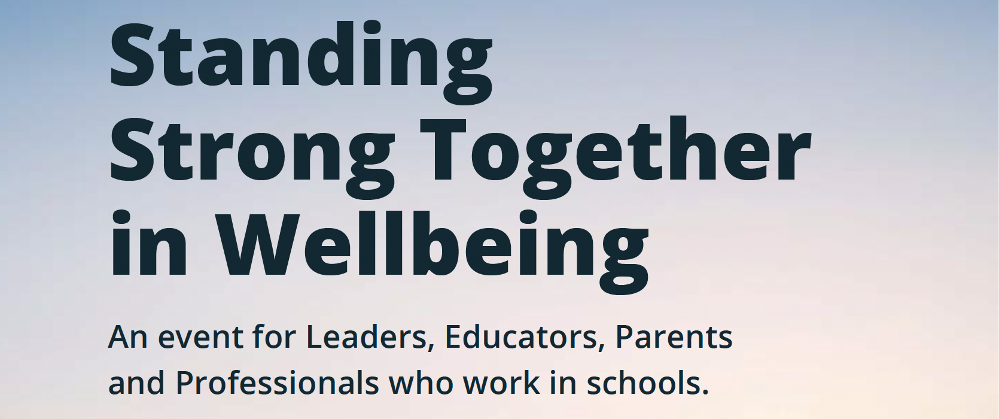 Standing
Strong Together
in Wellbeing
An event for Leaders, Educators, Parents
and Professionals who work in schools.